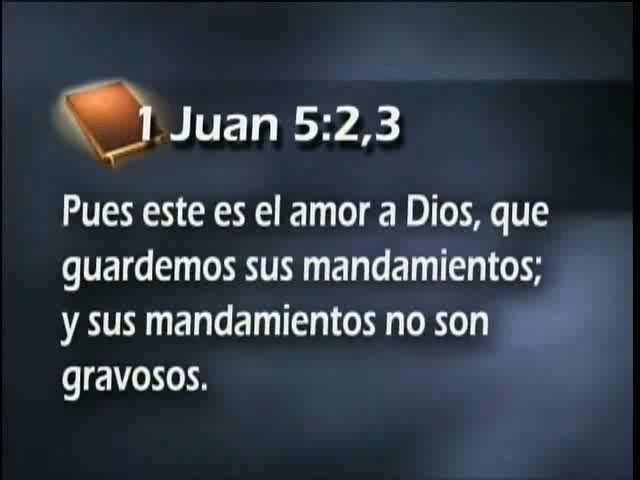 1 Juan 5:2,3
Pues este es el amor a Dios, que
guardemos sus mandamientos;
y sus mandamientos no son
gravosos.